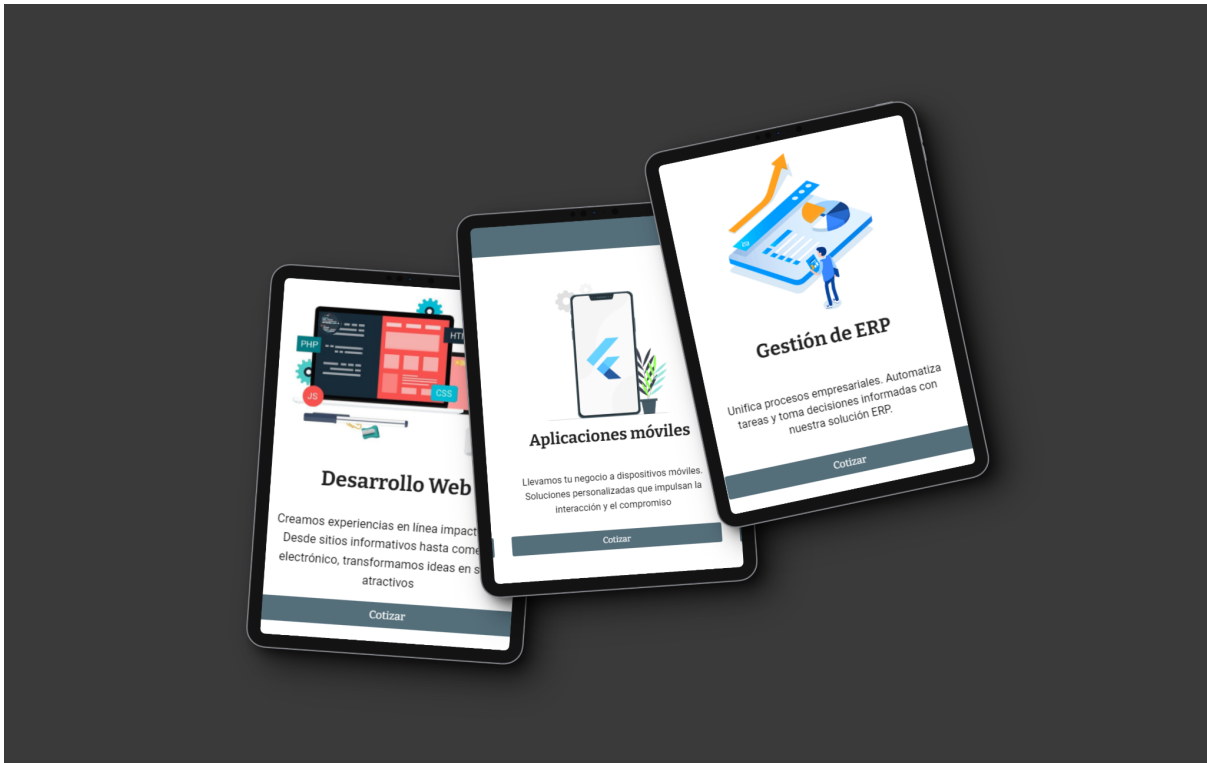 PHP
HT
JS
CSS
Desarrollo Web
Creamos experiencias en línea impact
Desde sitios informativos hasta come
electrónico, transformamos ideas en s
atractivos
Cotizar
Aplicaciones móviles
Llevamos tu negocio a dispositivos móviles.
Soluciones personalizadas que impulsan la
interacción y el compromiso
Cotizar
Gestión de ERP
Unifica procesos empresariales. Automatiza
tareas y toma decisiones informadas con
nuestra solución ERP.
Cotizar